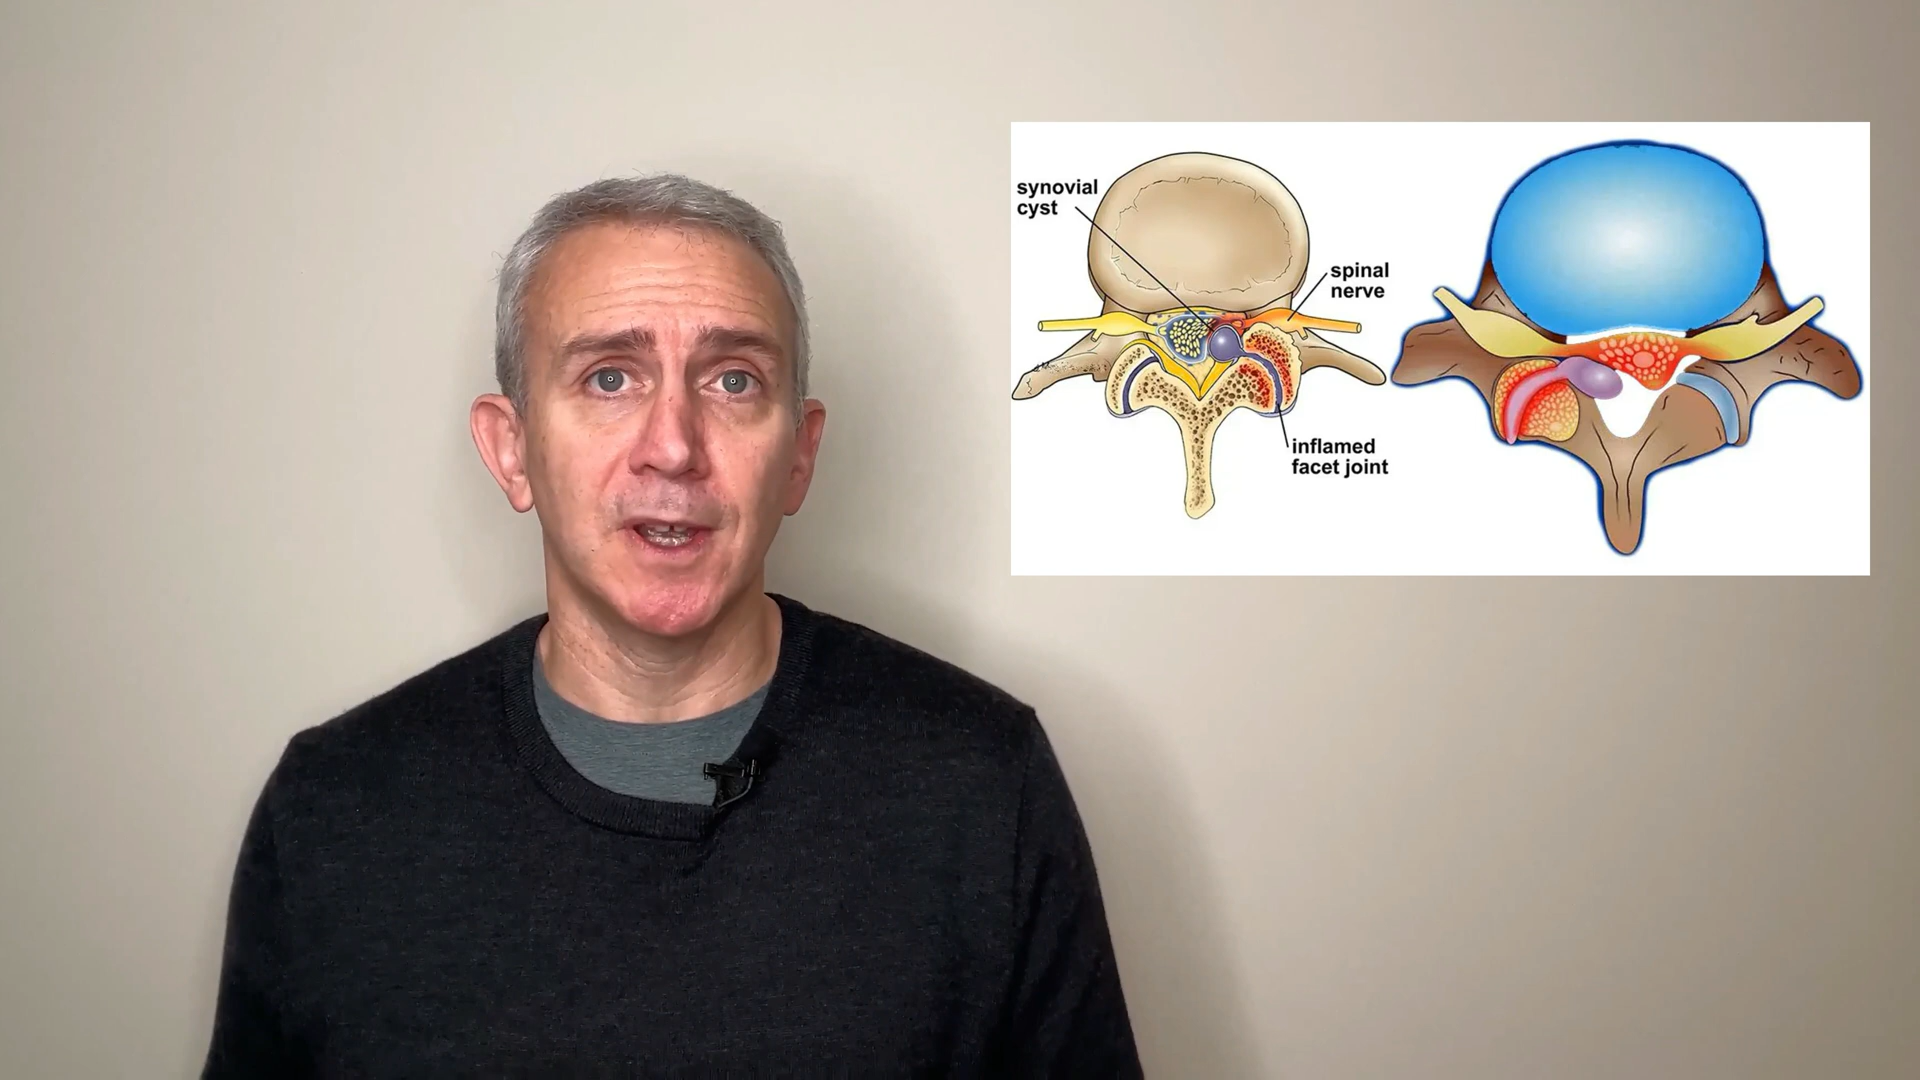 synovial
cyst
spinal
nerve
inflamed
facet joint